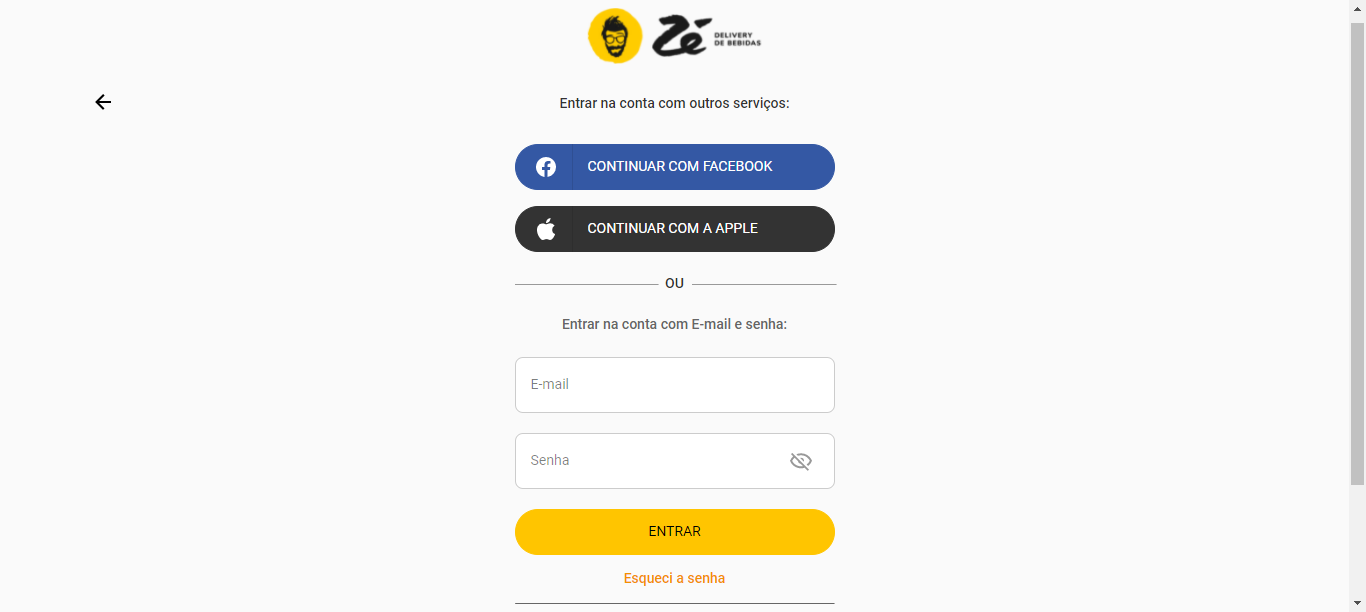 Zé DELIVERY
DE BEBIDAS
Entrar na conta com outros serviços:
CONTINUAR COM FACEBOOK
CONTINUAR COM A APPLE
OU
Entrar na conta com E-mail e senha:
E-mail
Senha
ENTRAR
Esqueci a senha